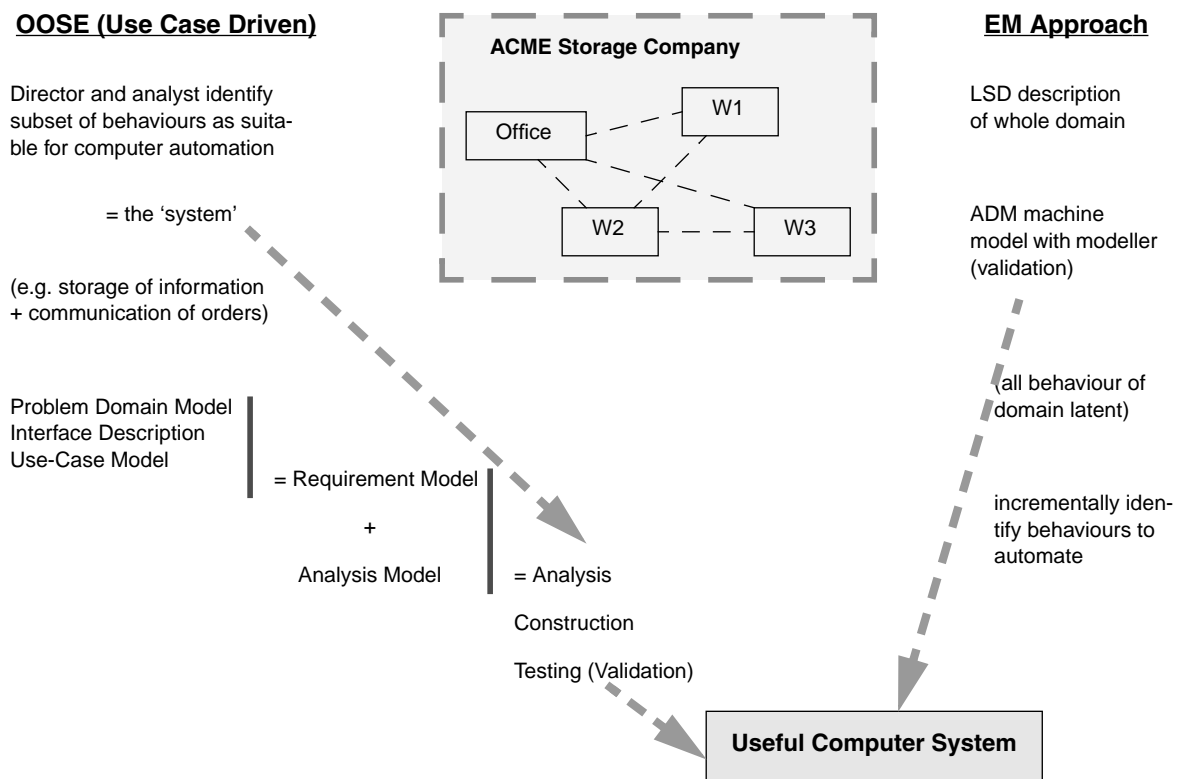 OOSE (Use Case Driven)
Director and analyst identify
subset of behaviours as suita-
ble for computer automation
= the ‘system’
(e.g. storage of information
+ communication of orders)
Problem Domain Model
Interface Description
Use-Case Model
= Requirement Model
+
Analysis Model
= Analysis
Construction
Testing (Validation)
ACME Storage Company
Office
W1
W2
W3
EM Approach
LSD description
of whole domain
ADM machine
model with modeller
(validation)
(all behaviour of
domain latent)
incrementally iden-
tify behaviours to
automate
Useful Computer System